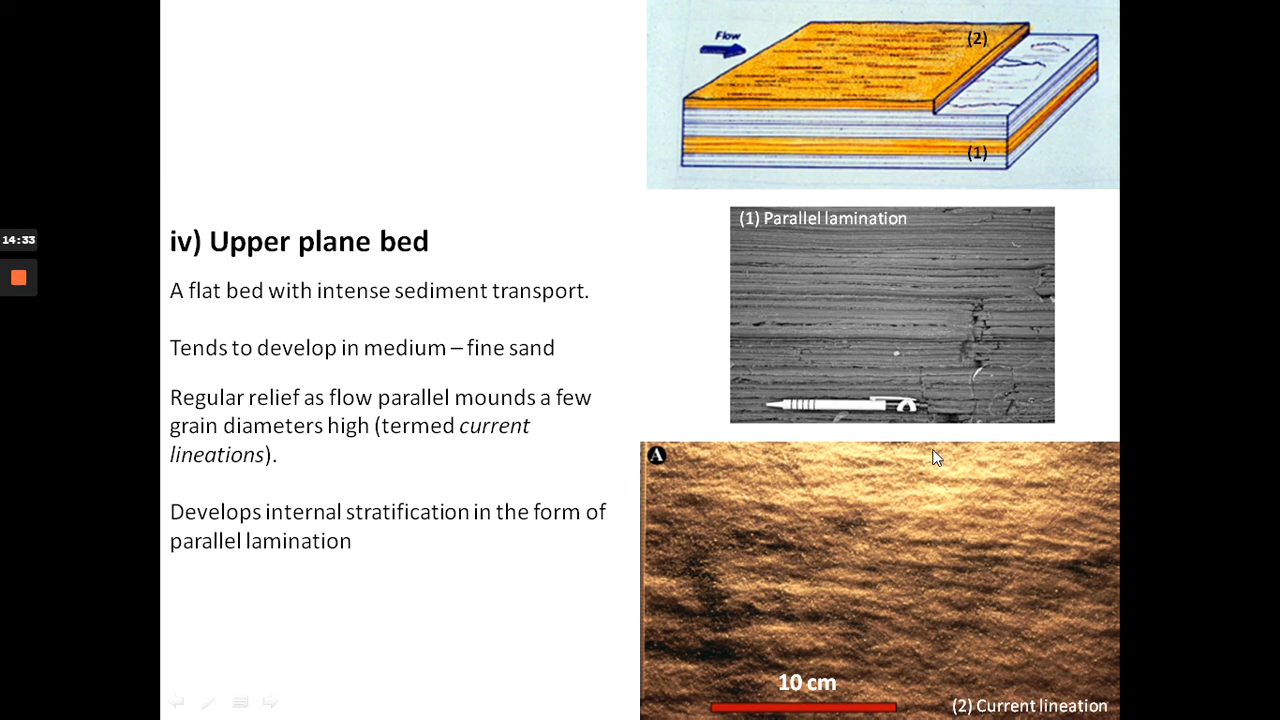 Flow
(2)
(1)
(1) Parallel lamination
14:33
iv) Upper plane bed
A flat bed with intense sediment transport.
Tends to develop in medium – fine sand
Regular relief as flow parallel mounds a few
grain diameters high (termed current
lineations).
Develops internal stratification in the form of
parallel lamination
A
10 cm
(2) Current lineation